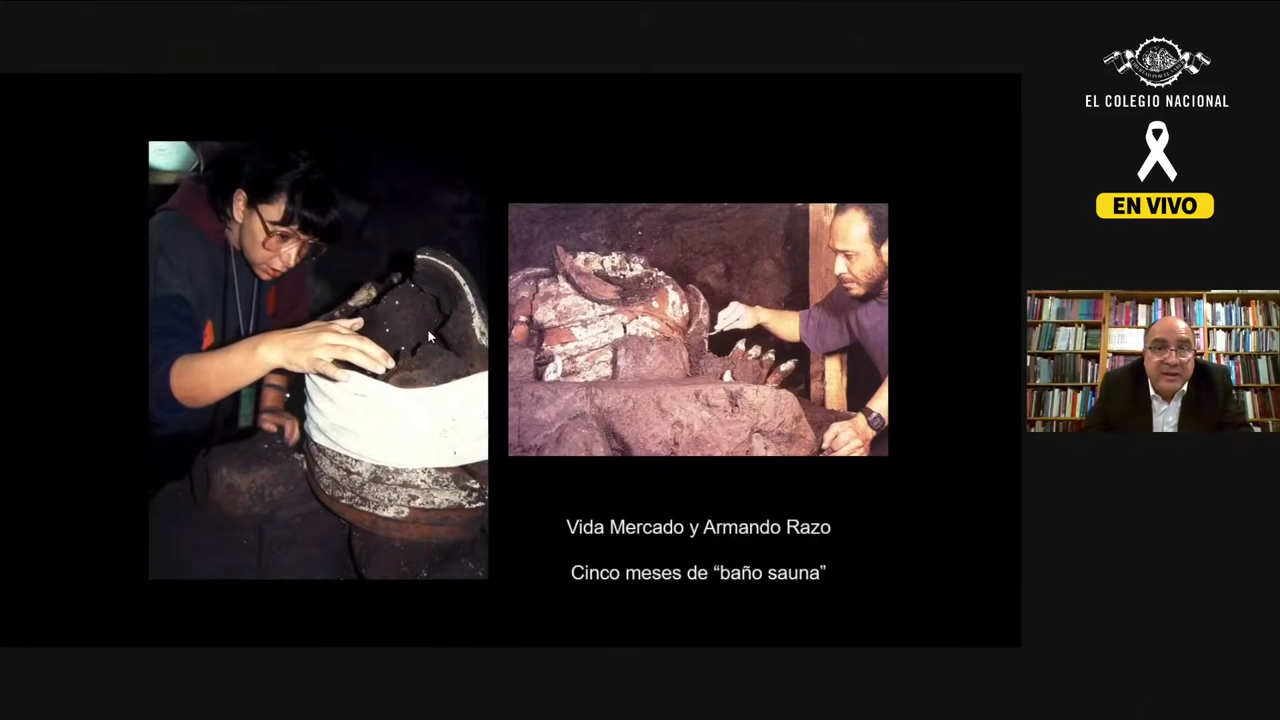 EL COLEGIO NACIONAL
EN VIVO
Vida Mercado y Armando Razo
Cinco meses de “baño sauna”